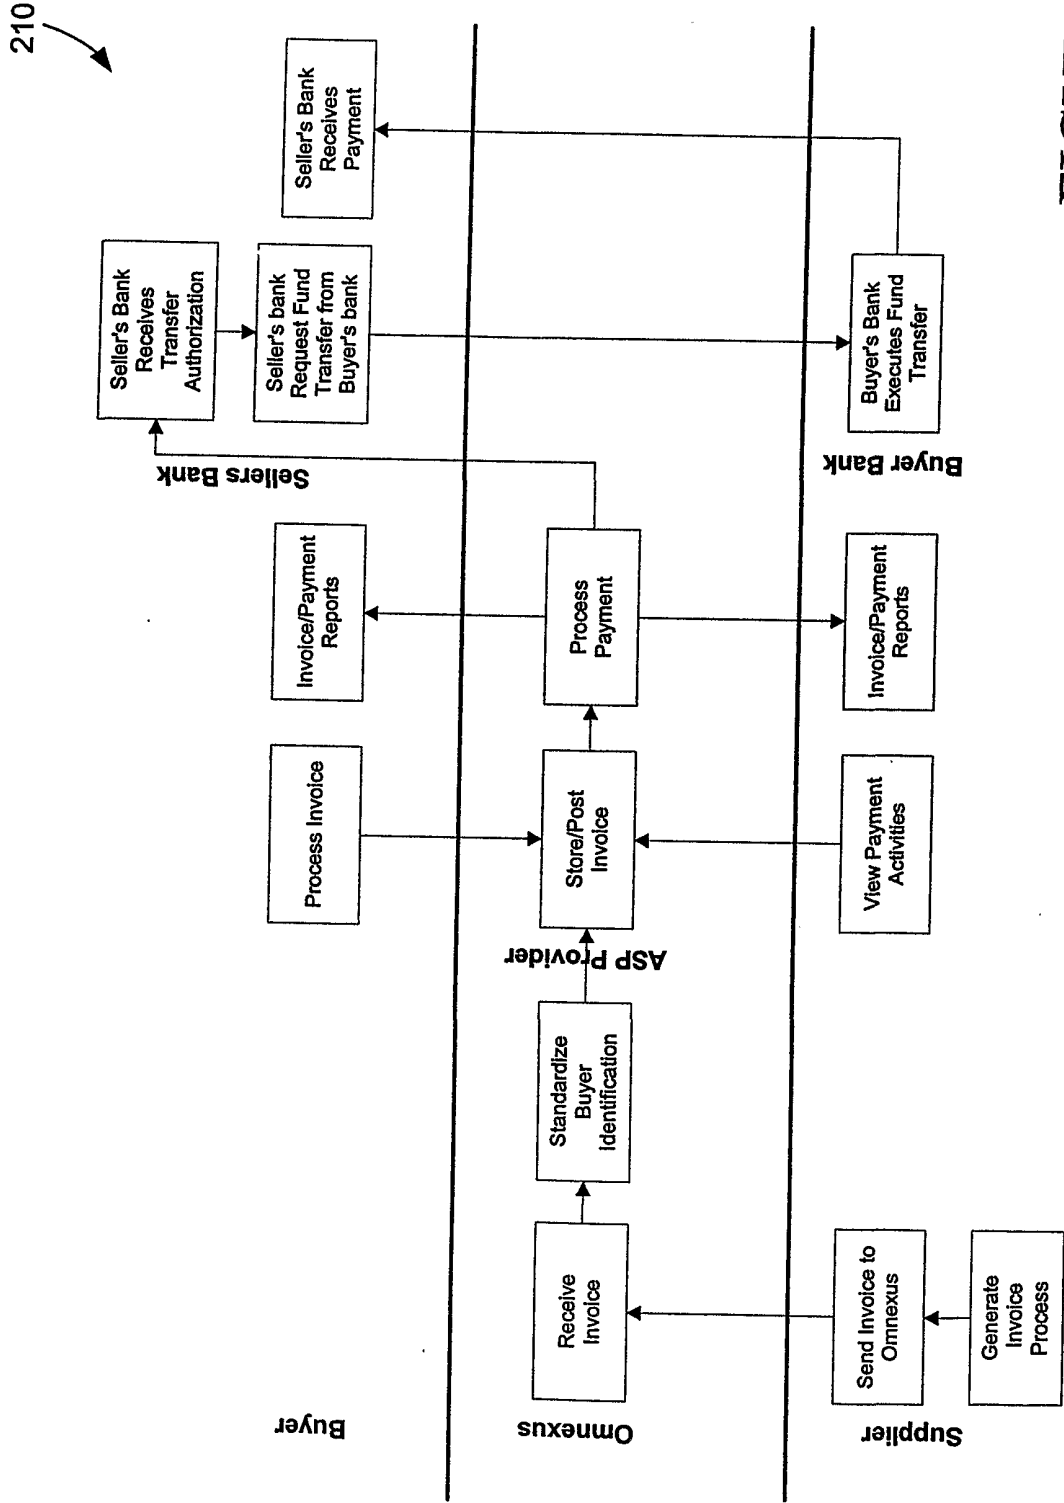 210
Seller's Bank
Receives
Transfer
Authorization
Seller's bank
Request Fund
Transfer from
Buyer's bank
Seller's Bank
Receives
Payment
Sellers Bank
Invoice/Payment
Reports
Process Invoice
Buyer
Process
Payment
Store/Post
Invoice
ASP Provider
Standardize
Buyer
Identification
Receive
Invoice
Omnexus
Buyer's Bank
Executes Fund
Transfer
Buyer Bank
Invoice/Payment
Reports
View Payment
Activities
Send Invoice to
Omnexus
Generate
Invoice
Process
Supplier